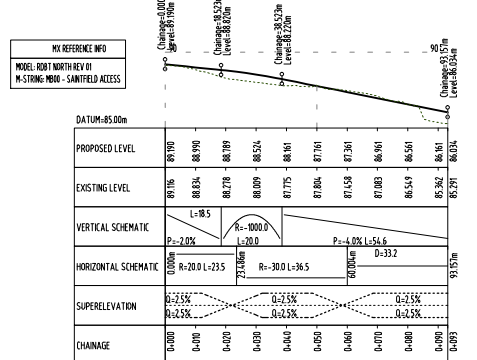 Chainage=0.000
Level=89.190m
Chainage=18.523m
Level=88.820m
Chainage=38.523m
Level=88.220m
Chainage=93.157m
Level=86.034m
90
90
MX REFERENCE INFO
MODEL: RDBT NORTH REV 01
M-STRING: MB00 - SAINTFIELD ACCESS
DATUM=85.00m
PROPOSED LEVEL
89.190 88.990 88.789 88.524 88.161 87.761 87.361 86.961 86.561 86.161 86.034
EXISTING LEVEL
89.116 88.834 88.278 88.009 87.775 87.804 87.458 87.083 86.549 85.362 85.291
VERTICAL SCHEMATIC
P=-2.0% L=18.5
R=-1000.0 L=20.0
P=-4.0% L=54.6
HORIZONTAL SCHEMATIC
0.000m R=20.0 L=23.5 23.486m R=-30.0 L=36.5 60.004m D=33.2 93.157m
SUPERELEVATION
Q=2.5% Q=2.5% Q=2.5%
Q=2.5% Q=2.5% Q=2.5%
CHAINAGE
0+000 0+010 0+020 0+030 0+040 0+050 0+060 0+070 0+080 0+090 0+093